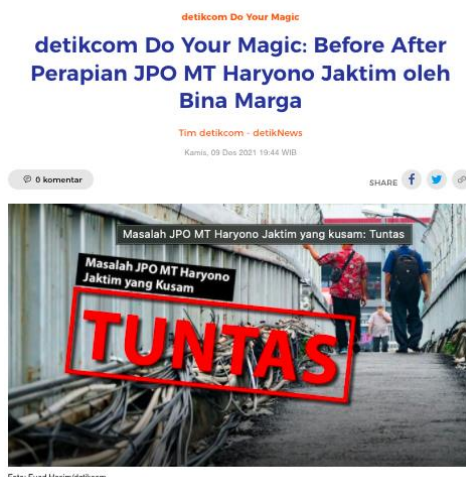 detikcom Do Your Magic
detikcom Do Your Magic: Before After
Perapian JPO MT Haryono Jaktim oleh
Bina Marga
Tim detikcom - detikNews
Kamis, 09 Des 2021 19:44 WIB
0 komentar
SHARE
Masalah JPO MT Haryono Jaktim yang kusam: Tuntas
Masalah JPO MT Haryono
Jaktim yang Kusam
TUNTAS